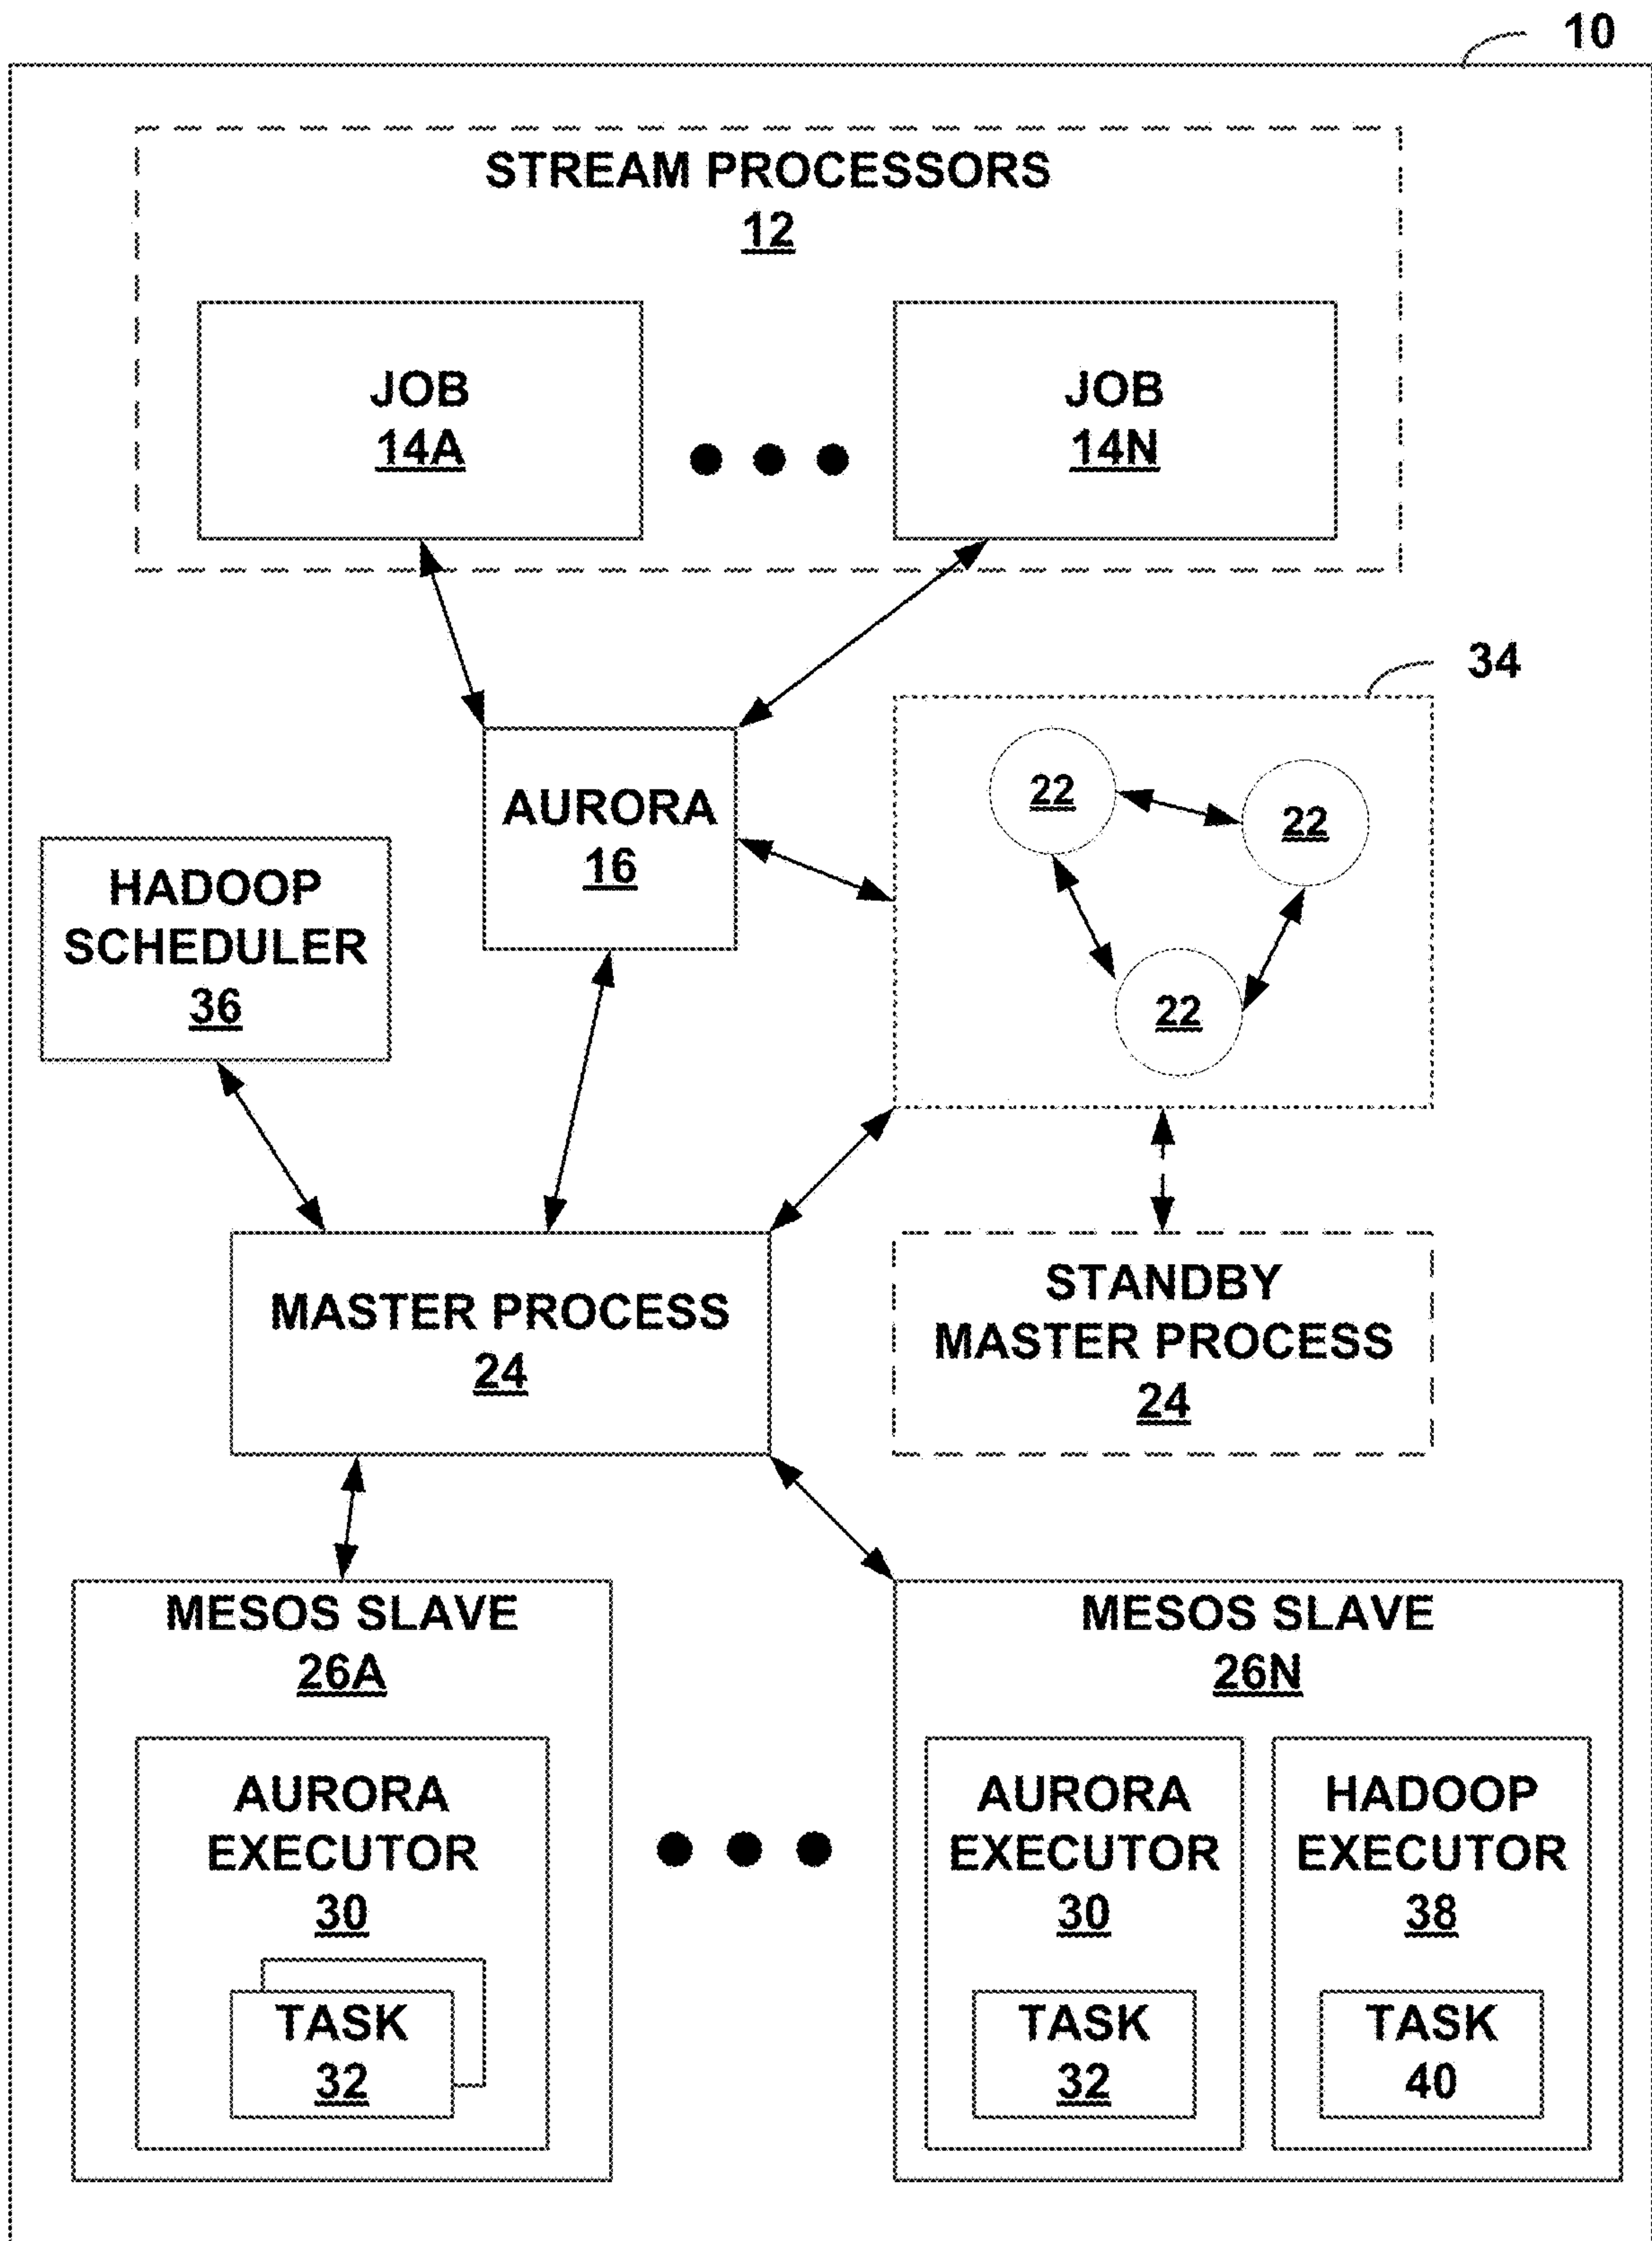 10
STREAM PROCESSORS
12
JOB
14A
JOB
14N
34
AURORA
16
22
22
22
HADOOP
SCHEDULER
36
MASTER PROCESS
24
STANDBY
MASTER PROCESS
24
MESOS SLAVE
26A
AURORA
EXECUTOR
30
TASK
32
MESOS SLAVE
26N
AURORA
EXECUTOR
30
TASK
32
HADOOP
EXECUTOR
38
TASK
40